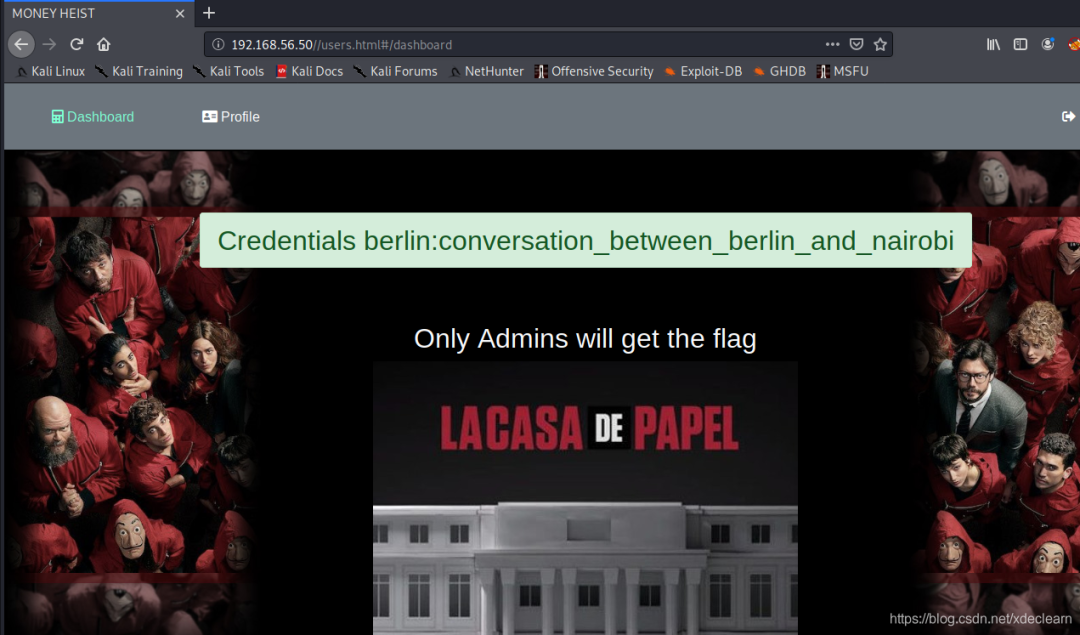 MONEY HEIST
192.168.56.50//users.html#/dashboard
Kali Linux Kali Training Kali Tools Kali Docs Kali Forums NetHunter Offensive Security Exploit-DB GHDB MSFU
Dashboard Profile
Credentials berlin:conversation_between_berlin_and_nairobi
Only Admins will get the flag
LA CASA DE PAPEL
https://blog.csdn.net/xdeclearn